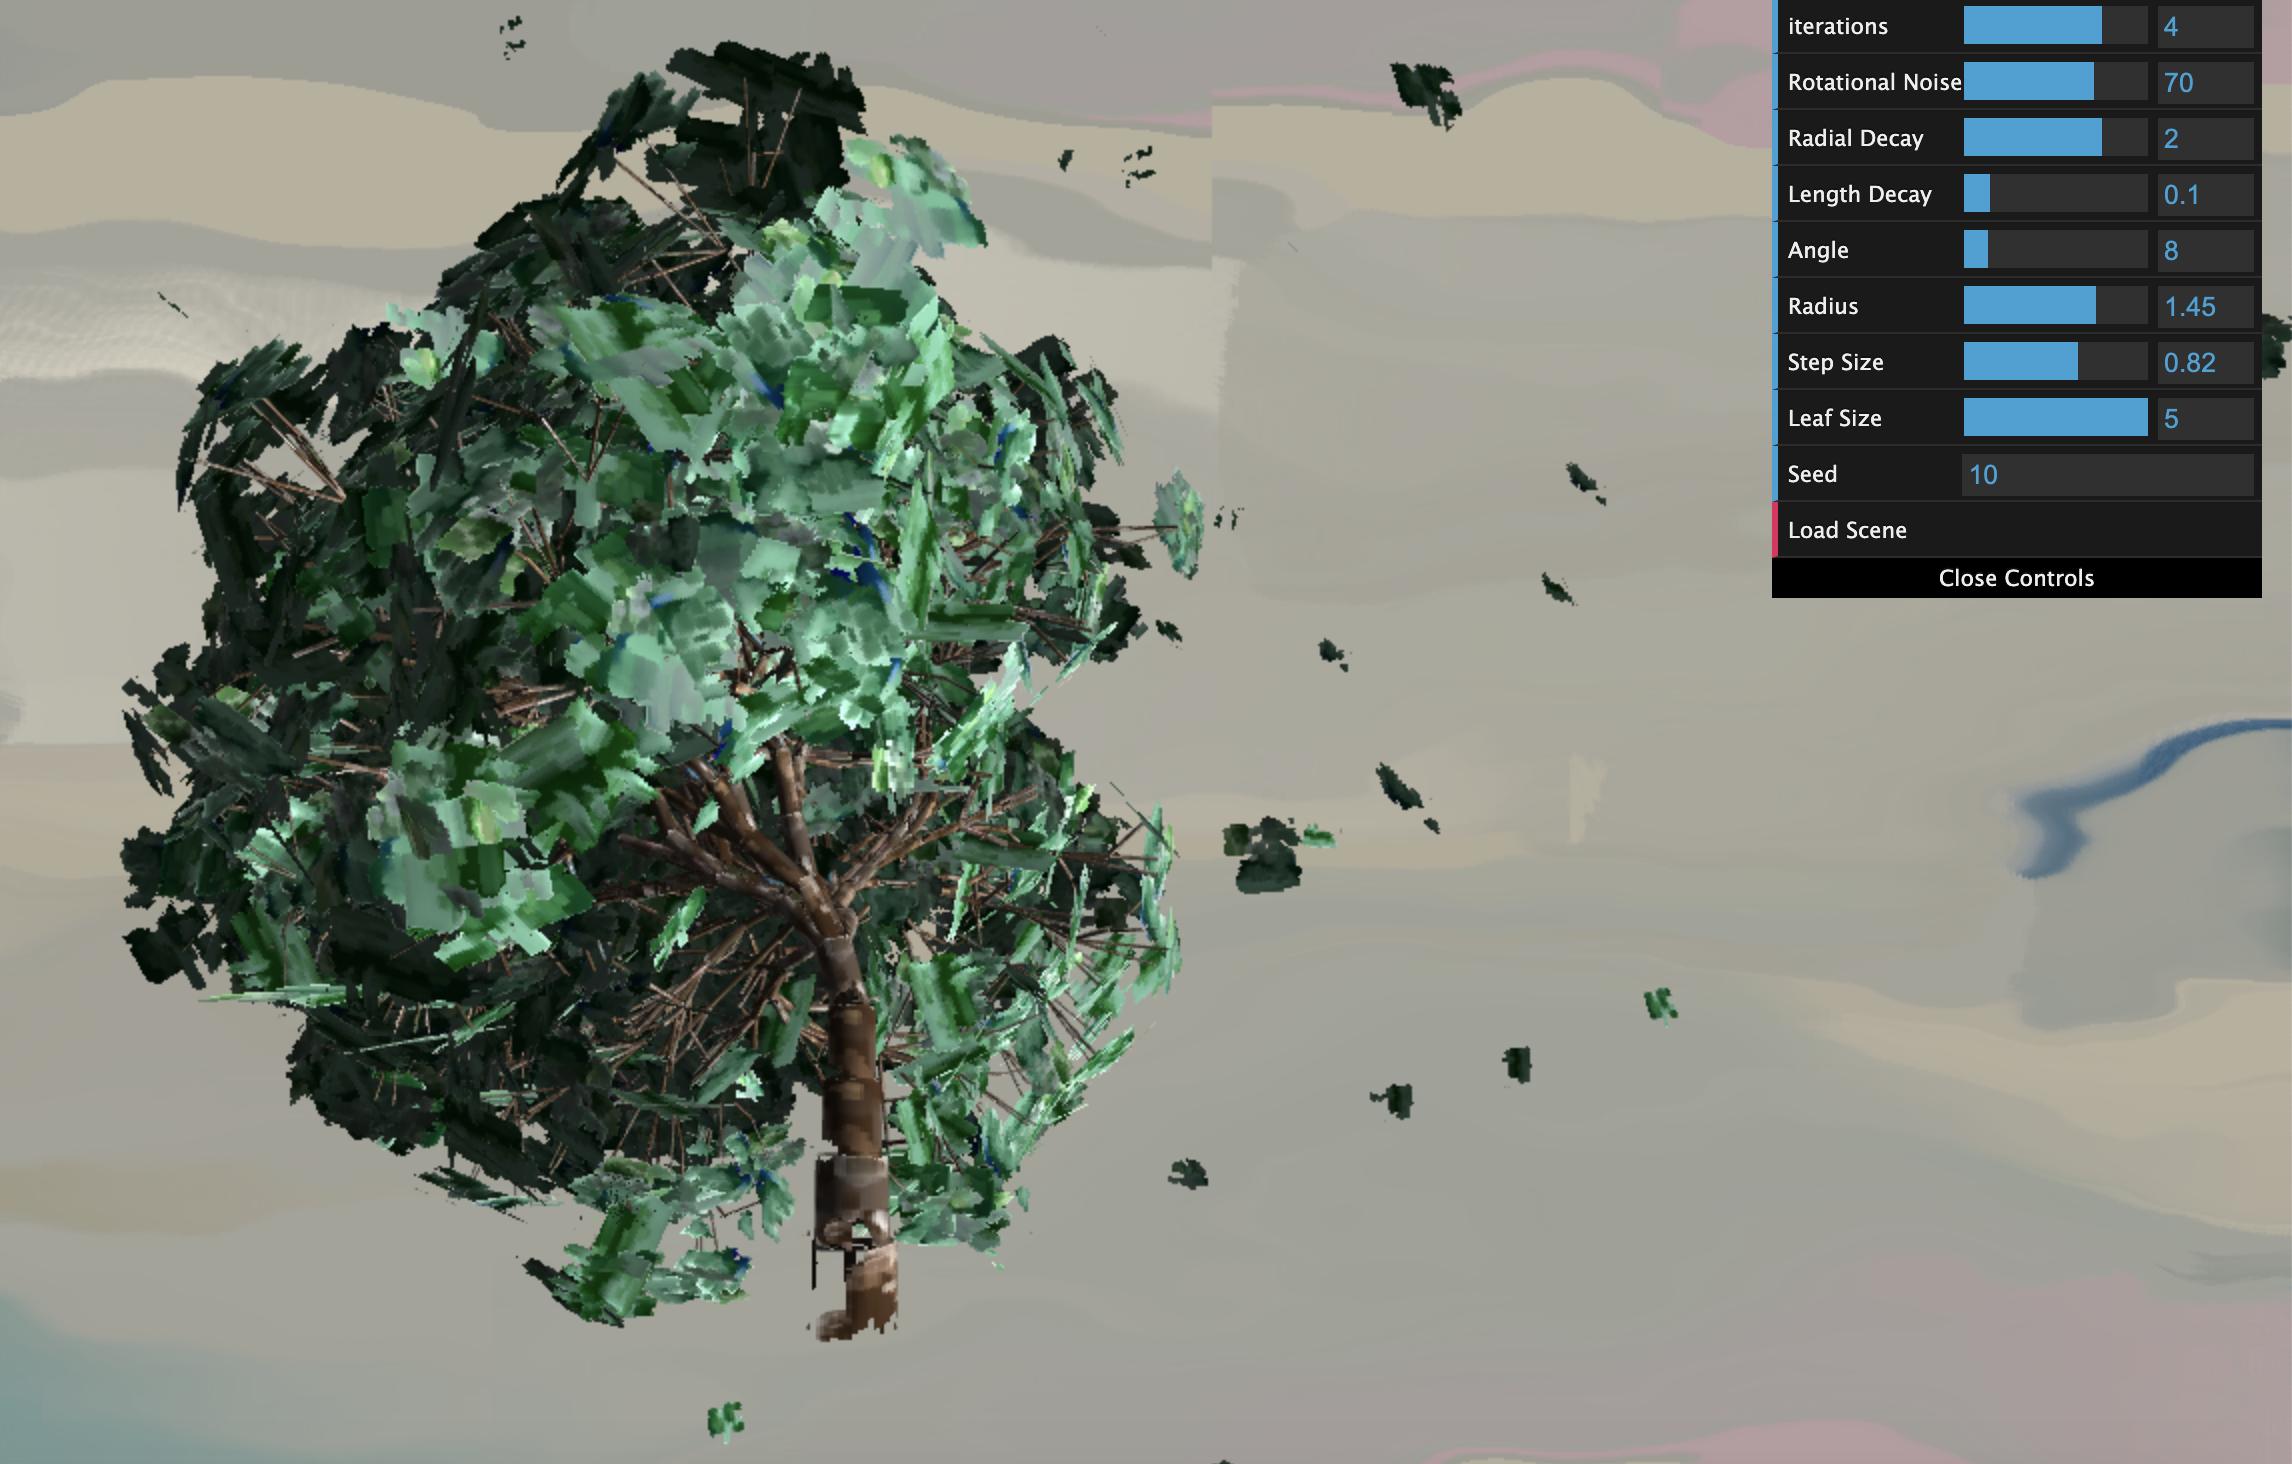 iterations 4
Rotational Noise 70
Radial Decay 2
Length Decay 0.1
Angle 8
Radius 1.45
Step Size 0.82
Leaf Size 5
Seed 10
Load Scene
Close Controls